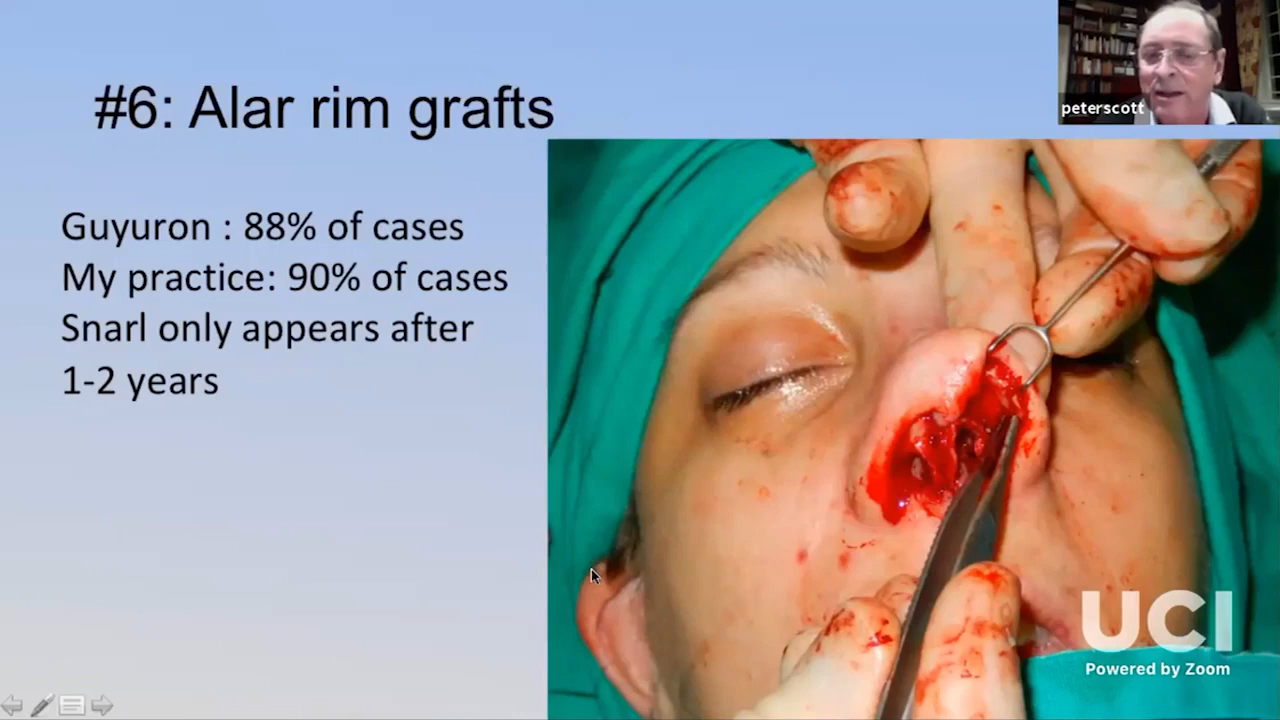 #6: Alar rim grafts
peterscott
Guyuron : 88% of cases
My practice: 90% of cases
Snarl only appears after
1-2 years
UCI
Powered by Zoom